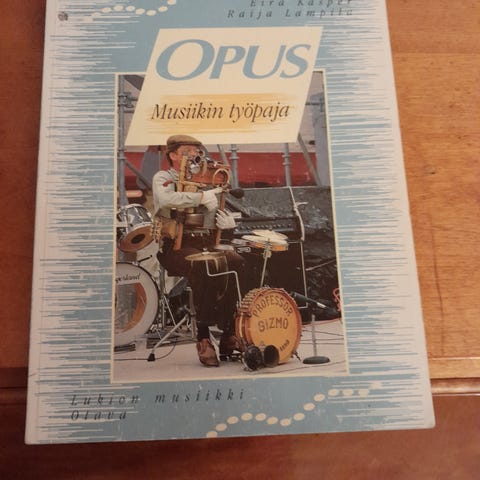 Eira Kasper
Raija Lampila
OPUS
Musiikin työpaja
PROFESSOR
GIZMO
Lukion musiikki
Otava